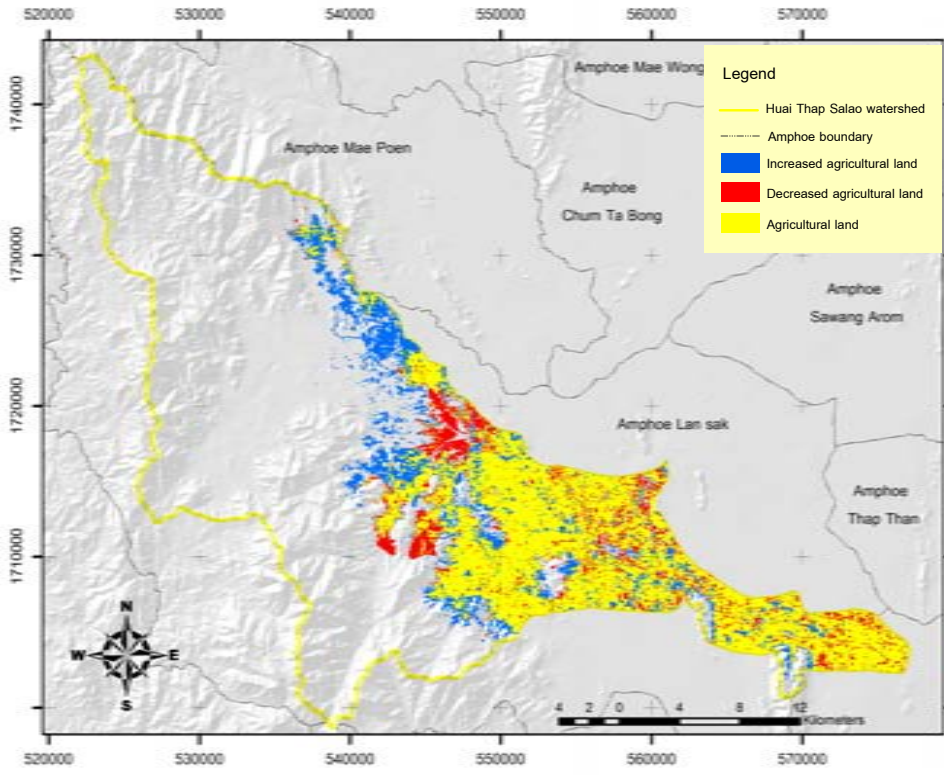 520000 530000 540000 550000 560000 570000
Amphoe Mae Wong
Legend
Huai Thap Salao watershed
Amphoe boundary
Increased agricultural land
Decreased agricultural land
Agricultural land
1740000
Amphoe Mae Poen
Amphoe
Chum Ta Bong
1730000
Amphoe
Sawang Arom
1720000
Amphoe Lan sak
Amphoe
Thap Than
1710000
N
W E
S
4 2 0 4 8 12
Kilometers
520000 530000 540000 550000 560000 570000